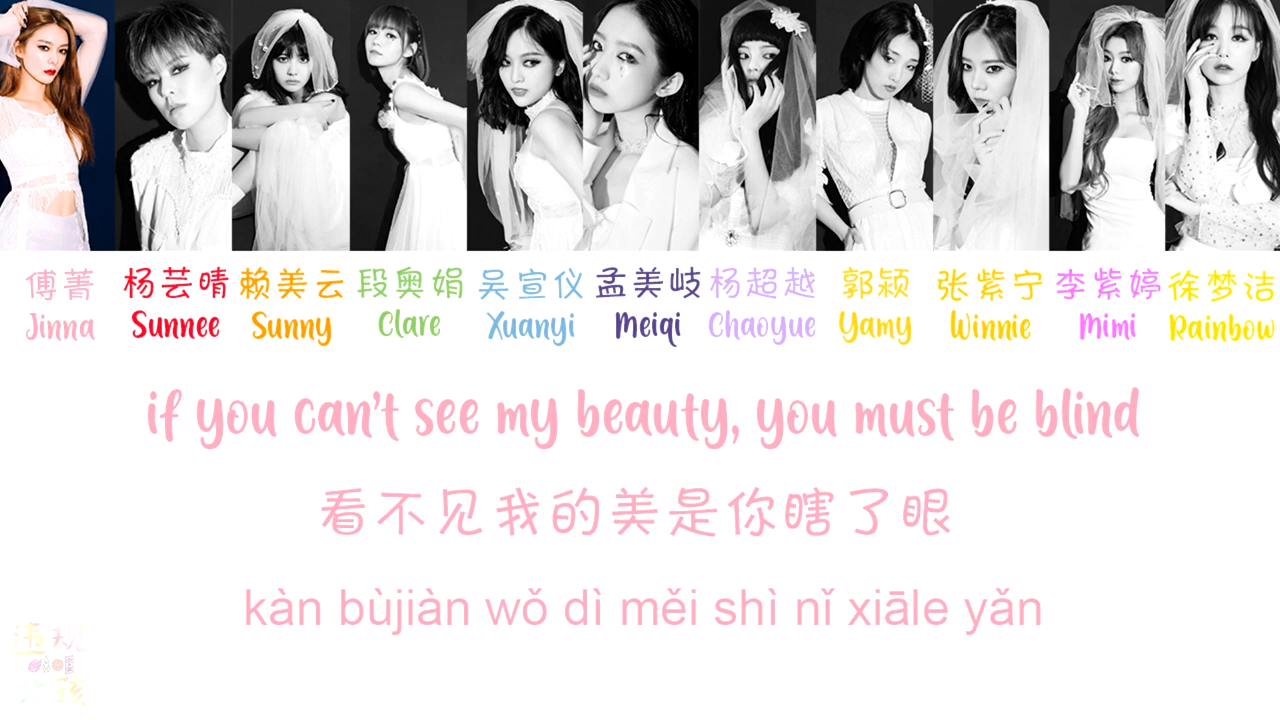 傅菁 杨芸晴 赖美云 段奥娟 吴宣仪 孟美岐 杨超越 郭颖 张紫宁 李紫婷 徐梦洁
Jinna Sunnee Sunny Clare Xuanyi Meiqi Chaoyue Yamy Winnie Mimi Rainbow
if you can't see my beauty, you must be blind
看不见我的美是你瞎了眼
kàn bùjiàn wǒ dì měi shì nǐ xiāle yǎn
违规